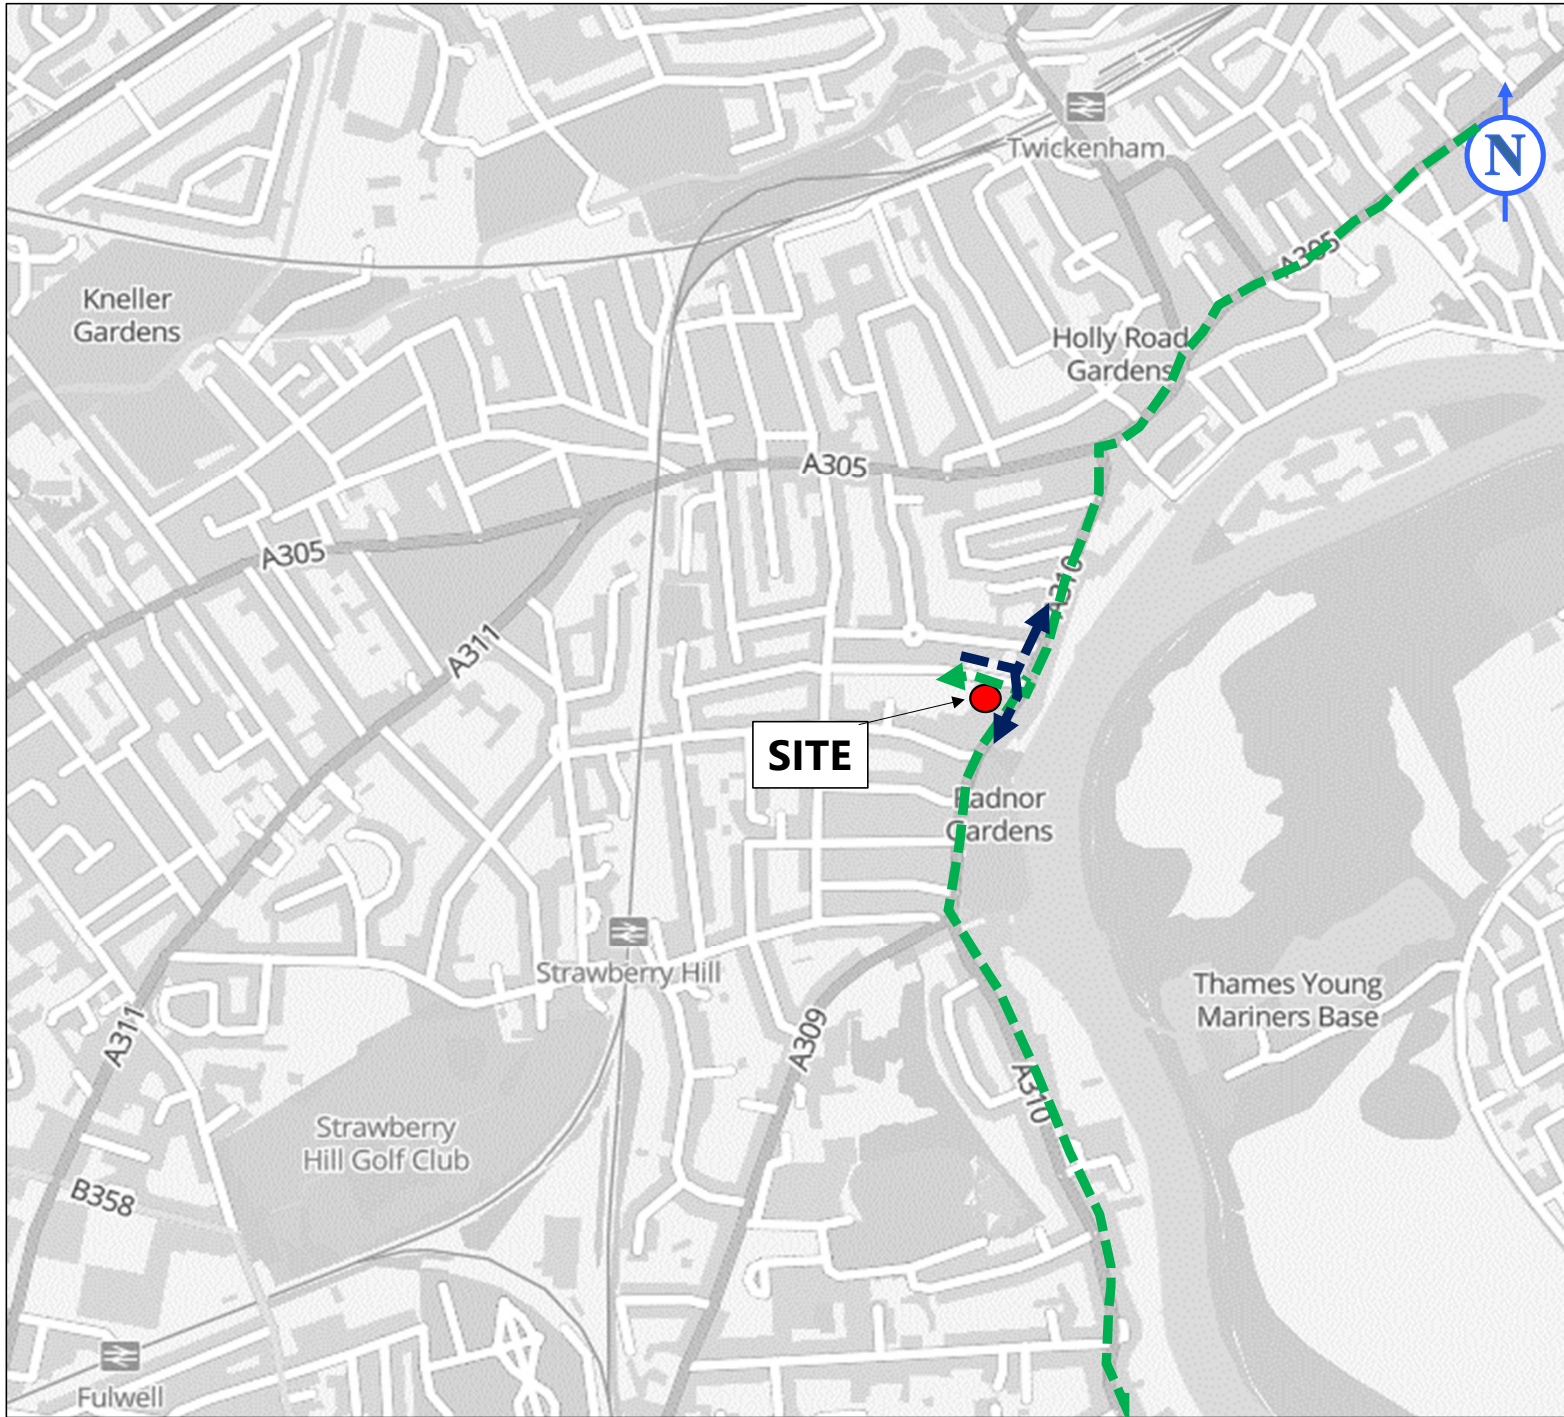 Twickenham
N
A305
Kneller
Gardens
Holly Road
Gardens
A305
A305
A310
A311
SITE
Radnor
Gardens
Strawberry Hill
Thames Young
Mariners Base
A311
A309
A310
Strawberry
Hill Golf Club
B358
Fulwell